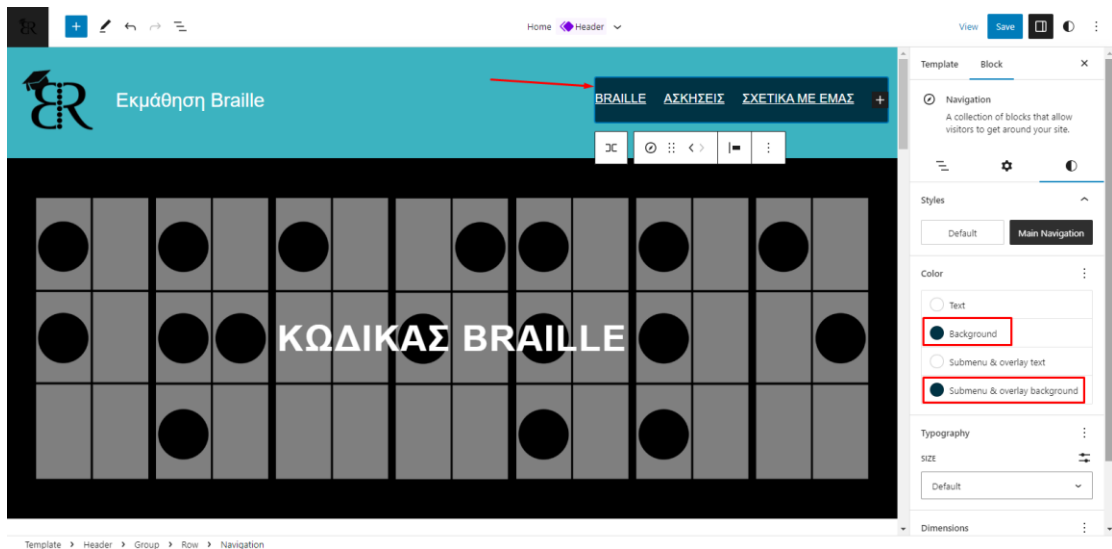 Home Header
View Save
Εκμάθηση Braille
BRAILLE ΑΣΚΗΣΕΙΣ ΣΧΕΤΙΚΑ ΜΕ ΕΜΑΣ
ΚΩΔΙΚΑΣ BRAILLE
Template Block
Navigation
A collection of blocks that allow
visitors to get around your site.
Styles
Default Main Navigation
Color
Text
Background
Submenu & overlay text
Submenu & overlay background
Typography
SIZE
Default
Dimensions
Template > Header > Group > Row > Navigation